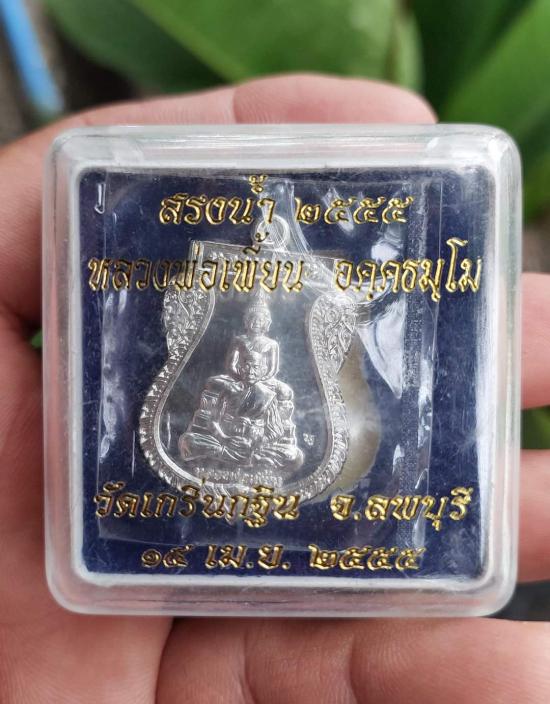 สรงน้ำ ๒๕๕๕
หลวงพ่อเพี้ยน อคฺคธมฺโม
วัดเกริ่นกฐิน จ.ลพบุรี
๑๕ เม.ย. ๒๕๕๕